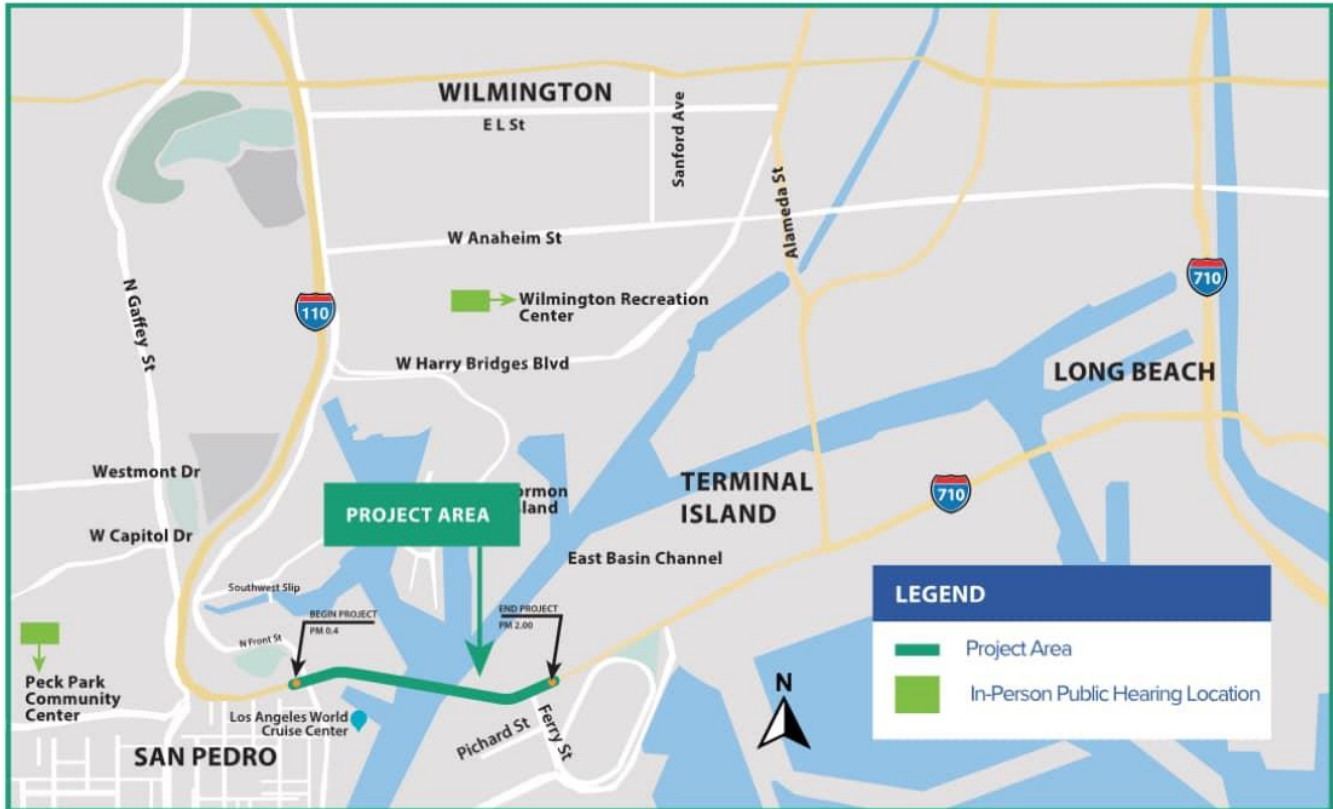 WILMINGTON
E L St
Sanford Ave
Alameda St
W Anaheim St
N Gaffey St
110
Wilmington Recreation
Center
710
W Harry Bridges Blvd
LONG BEACH
Westmont Dr
TERMINAL
ISLAND
710
PROJECT AREA
W Capitol Dr
East Basin Channel
Southwest Slip
BEGIN PROJECT
PM 0.4
END PROJECT
PM 2.00
N Front St
Peck Park
Community
Center
Los Angeles World
Cruise Center
Pichard St
Ferry St
SAN PEDRO
N
LEGEND
Project Area
In-Person Public Hearing Location